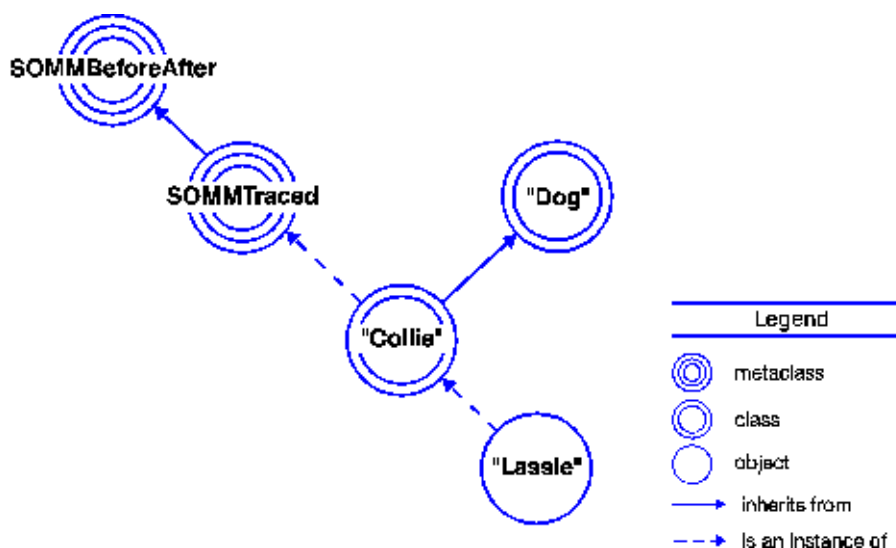 SOMMBeforeAfter
SOMMTraced
"Dog"
"Collie"
"Lassie"
Legend
metaclass
class
object
inherits from
Is an Instance of